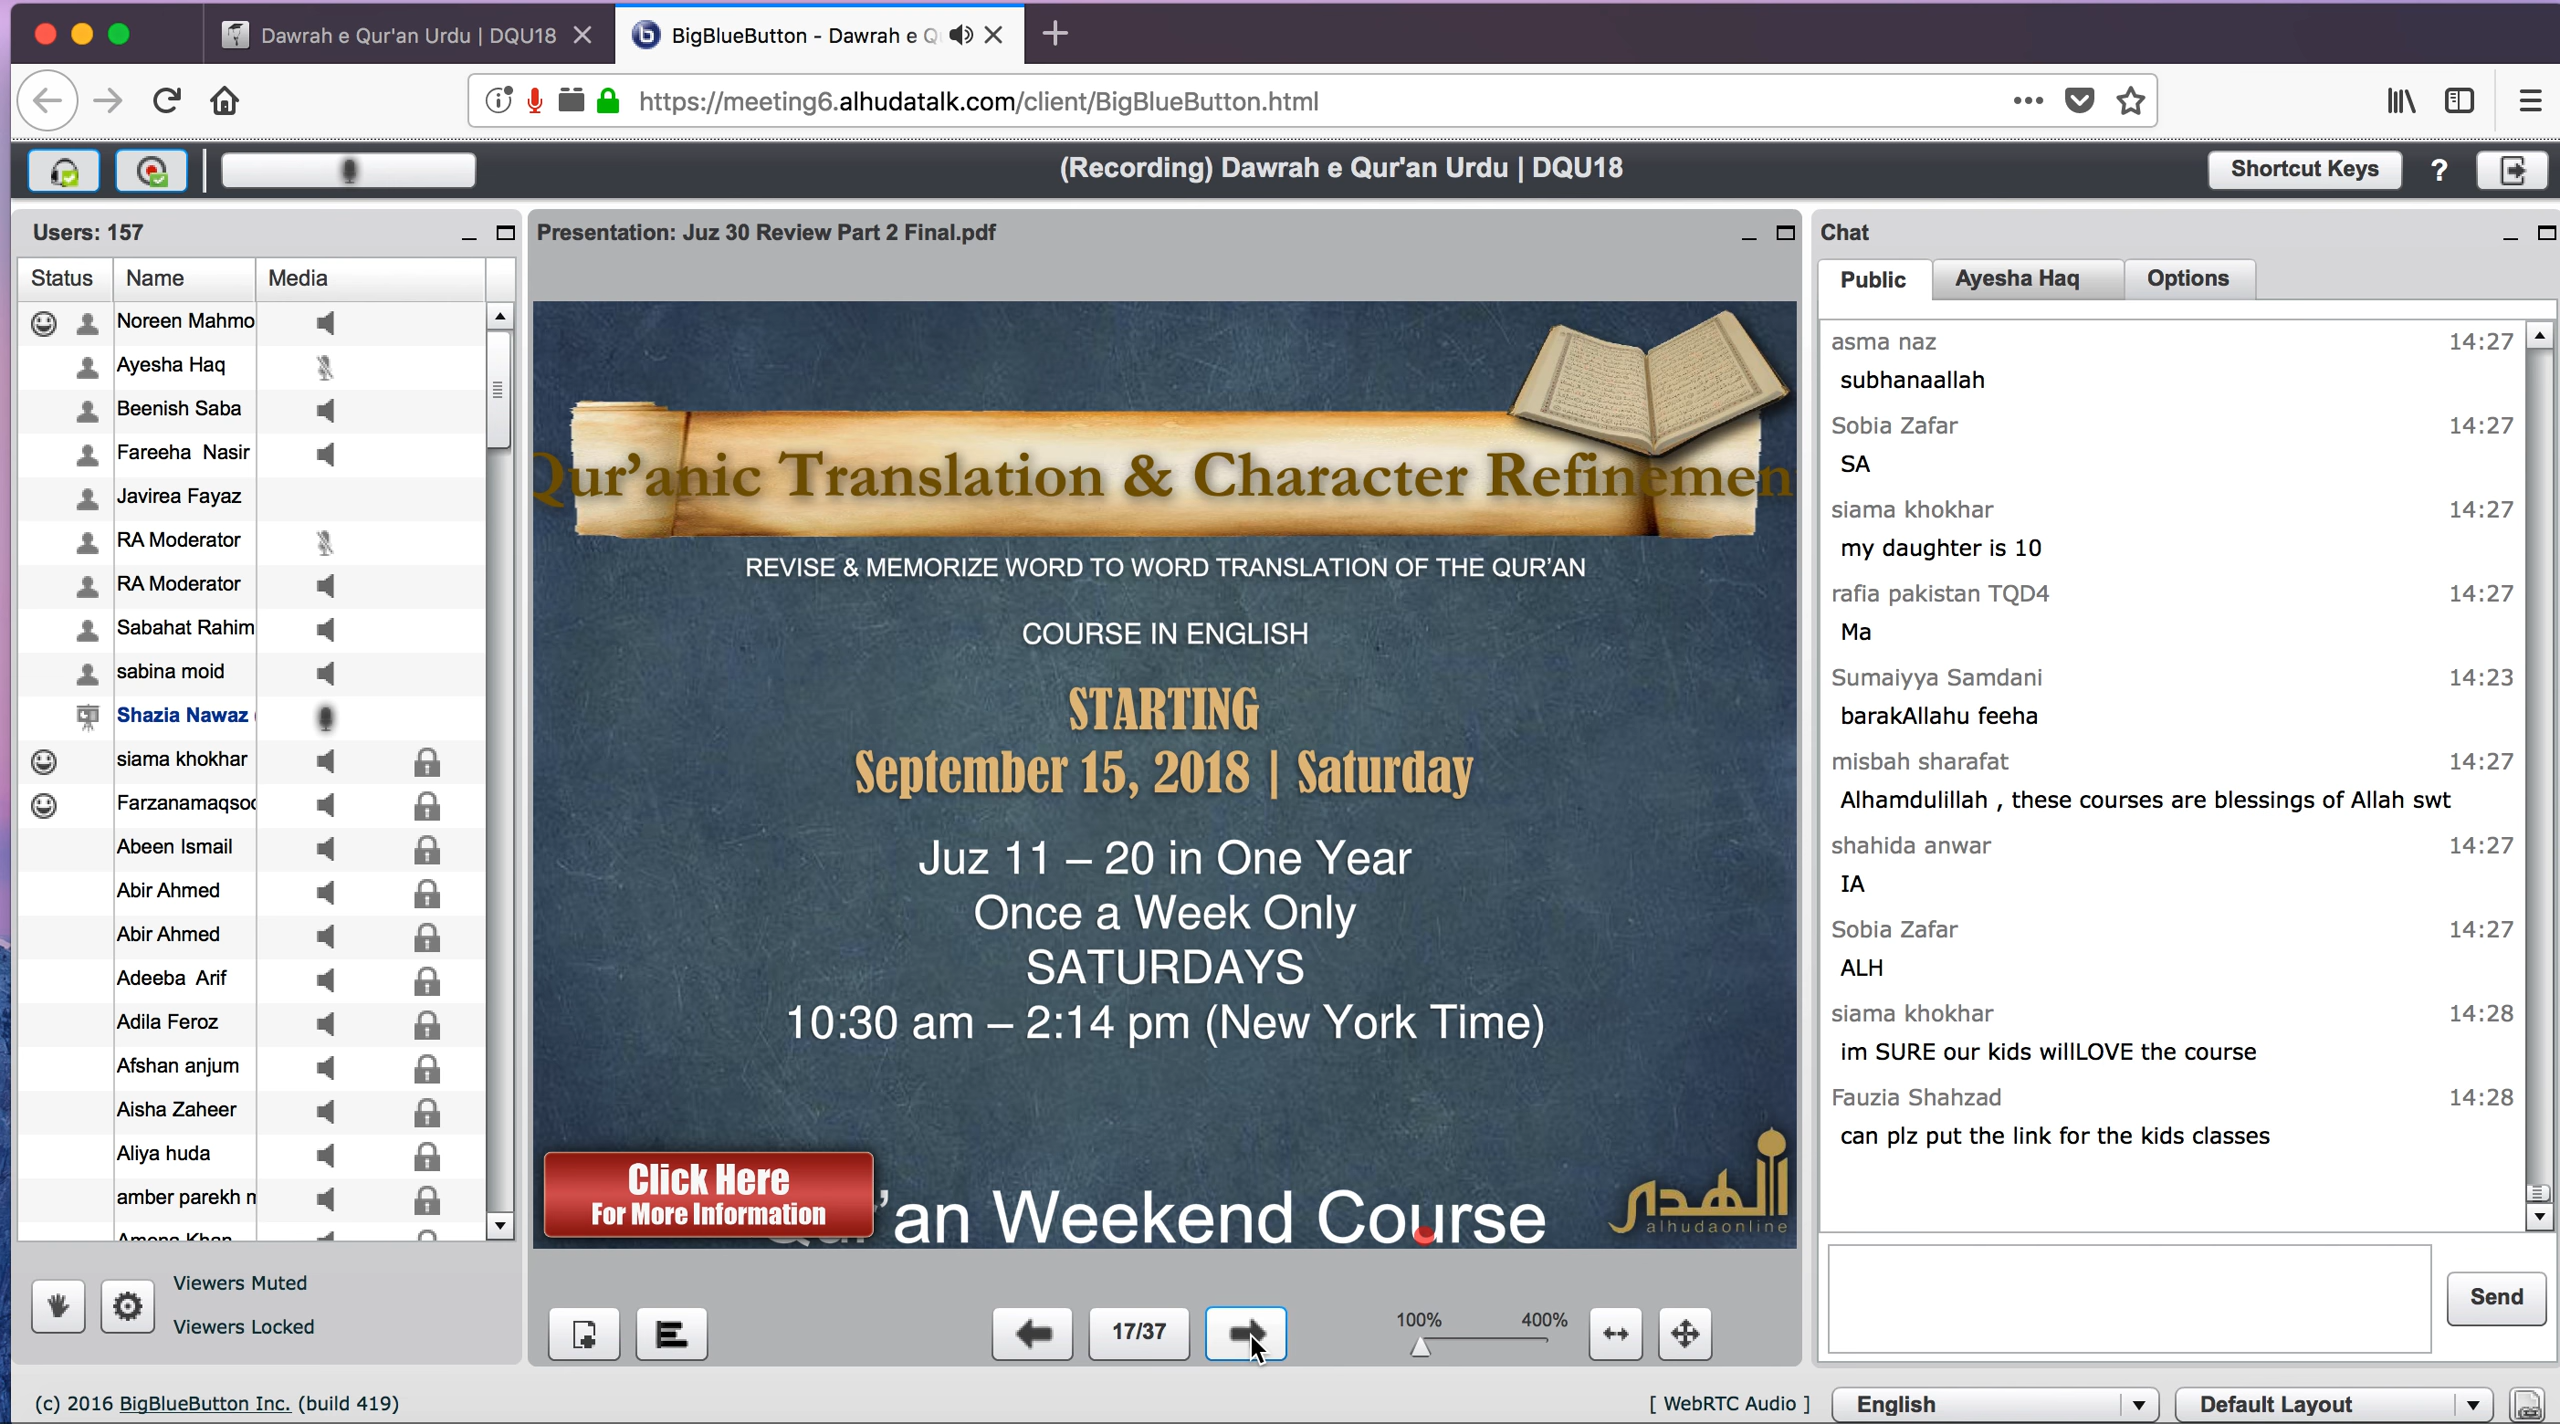 Dawrah e Qur'an Urdu | DQU18
BigBlueButton - Dawrah e Q
https://meeting6.alhudatalk.com/client/BigBlueButton.html
(Recording) Dawrah e Qur'an Urdu | DQU18
Shortcut Keys
?
Users: 157
Status Name Media
Noreen Mahmo
Ayesha Haq
Beenish Saba
Fareeha Nasir
Javirea Fayaz
RA Moderator
RA Moderator
Sabahat Rahim
sabina moid
Shazia Nawaz
siama khokhar
Farzanamaqsoo
Abeen Ismail
Abir Ahmed
Abir Ahmed
Adeeba Arif
Adila Feroz
Afshan anjum
Aisha Zaheer
Aliya huda
amber parekh
Amena Khan
Viewers Muted
Viewers Locked
Presentation: Juz 30 Review Part 2 Final.pdf
Qur’anic Translation & Character Refinemen
REVISE & MEMORIZE WORD TO WORD TRANSLATION OF THE QUR’AN
COURSE IN ENGLISH
STARTING
September 15, 2018 | Saturday
Juz 11 – 20 in One Year
Once a Week Only
SATURDAYS
10:30 am – 2:14 pm (New York Time)
Click Here
For More Information
’an Weekend Course
الهدى
alhudaonline
17/37
100% 400%
Chat
Public Ayesha Haq Options
asma naz 14:27
subhanaallah
Sobia Zafar 14:27
SA
siama khokhar 14:27
my daughter is 10
rafia pakistan TQD4 14:27
Ma
Sumaiyya Samdani 14:23
barakAllahu feeha
misbah sharafat 14:27
Alhamdulillah , these courses are blessings of Allah swt
shahida anwar 14:27
IA
Sobia Zafar 14:27
ALH
siama khokhar 14:28
im SURE our kids willLOVE the course
Fauzia Shahzad 14:28
can plz put the link for the kids classes
Send
(c) 2016 BigBlueButton Inc. (build 419)
[ WebRTC Audio ]
English
Default Layout